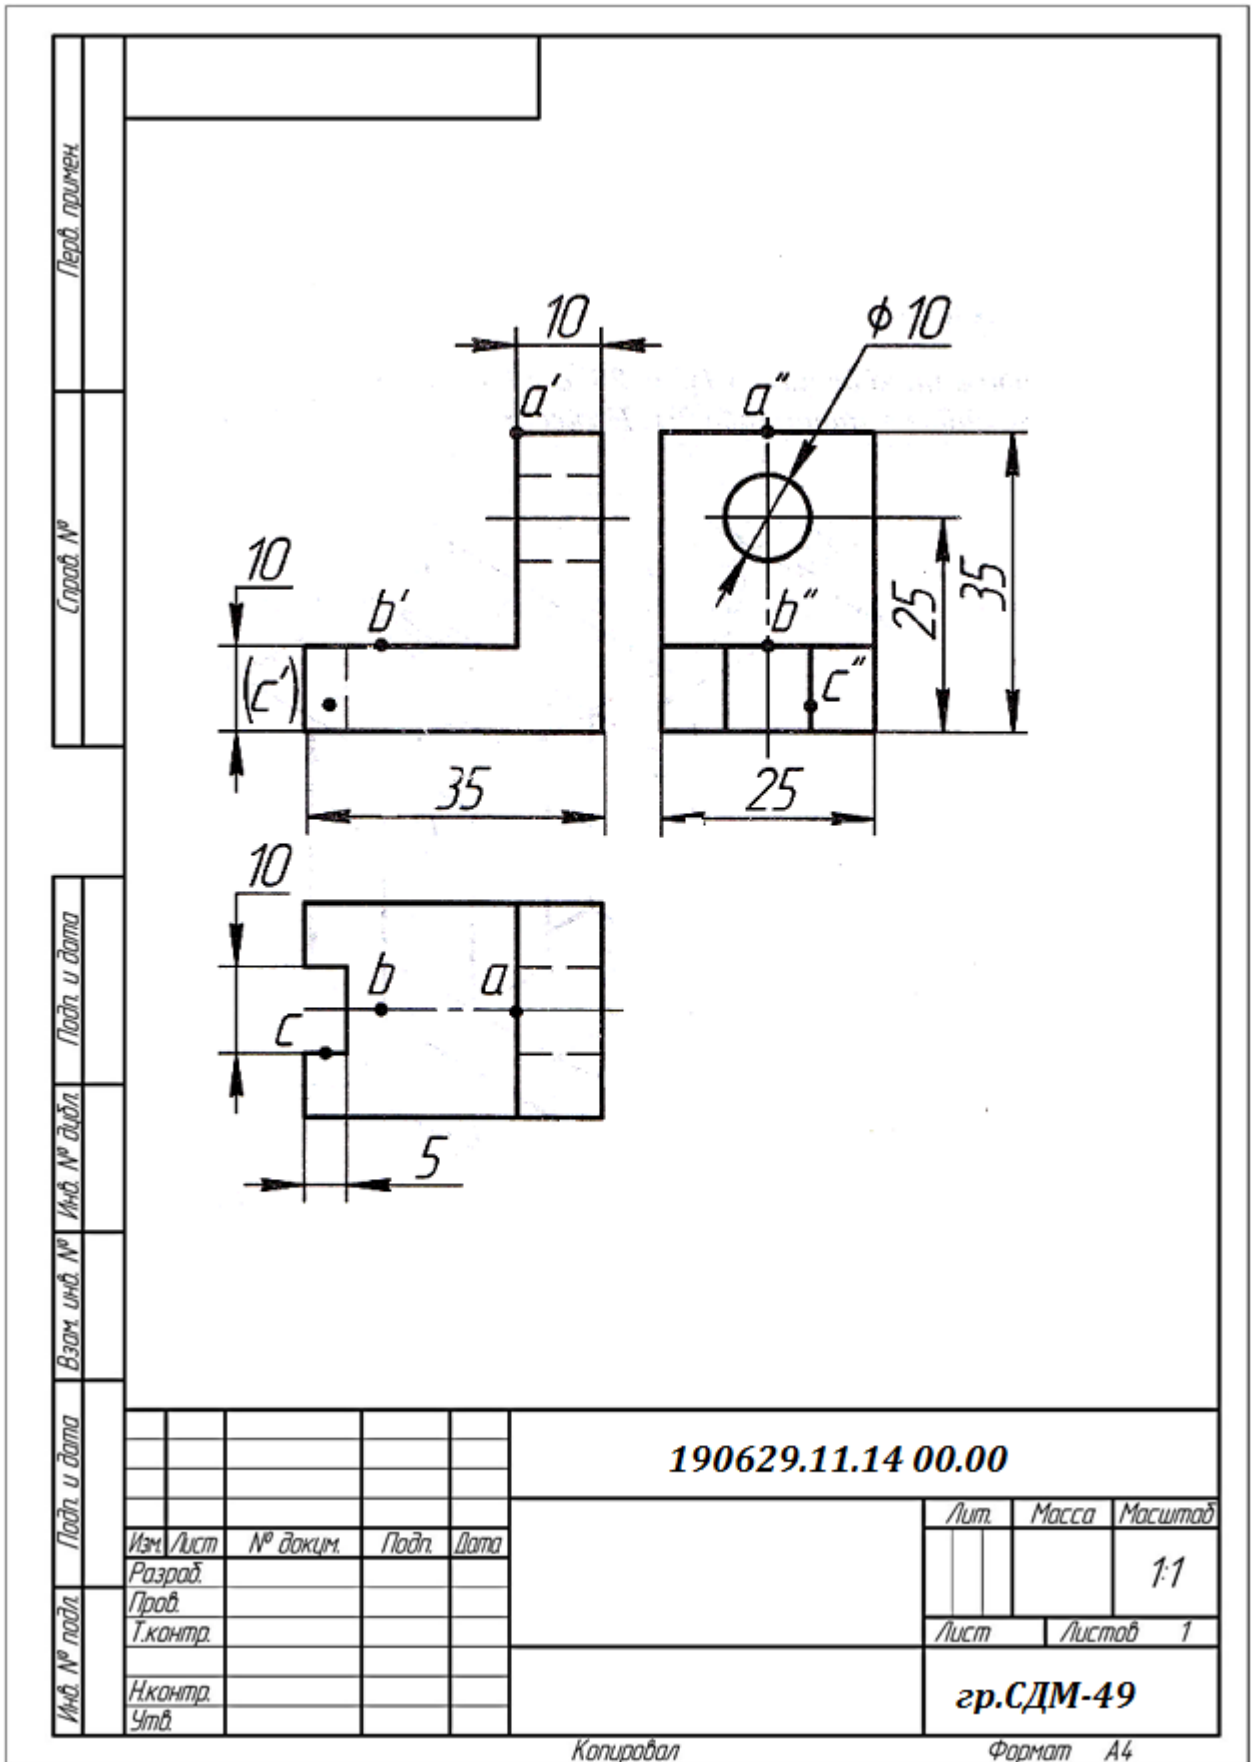 Перв. примен.
Справ. №
Подп. и дата
Инв. № дубл.
Взам. инв. №
Подп. и дата
Инв. № подл.
10
ϕ 10
a'
a"
10
b'
b"
25
35
(c')
c"
35
25
10
b
a
c
5
190629.11.14 00.00
Лит. Масса Масштаб
Изм. Лист № докум. Подп. Дата
Разраб.
1:1
Пров.
Т.контр.
Лист Листов 1
Н.контр.
гр.СДМ-49
Утв.
Копировал Формат А4